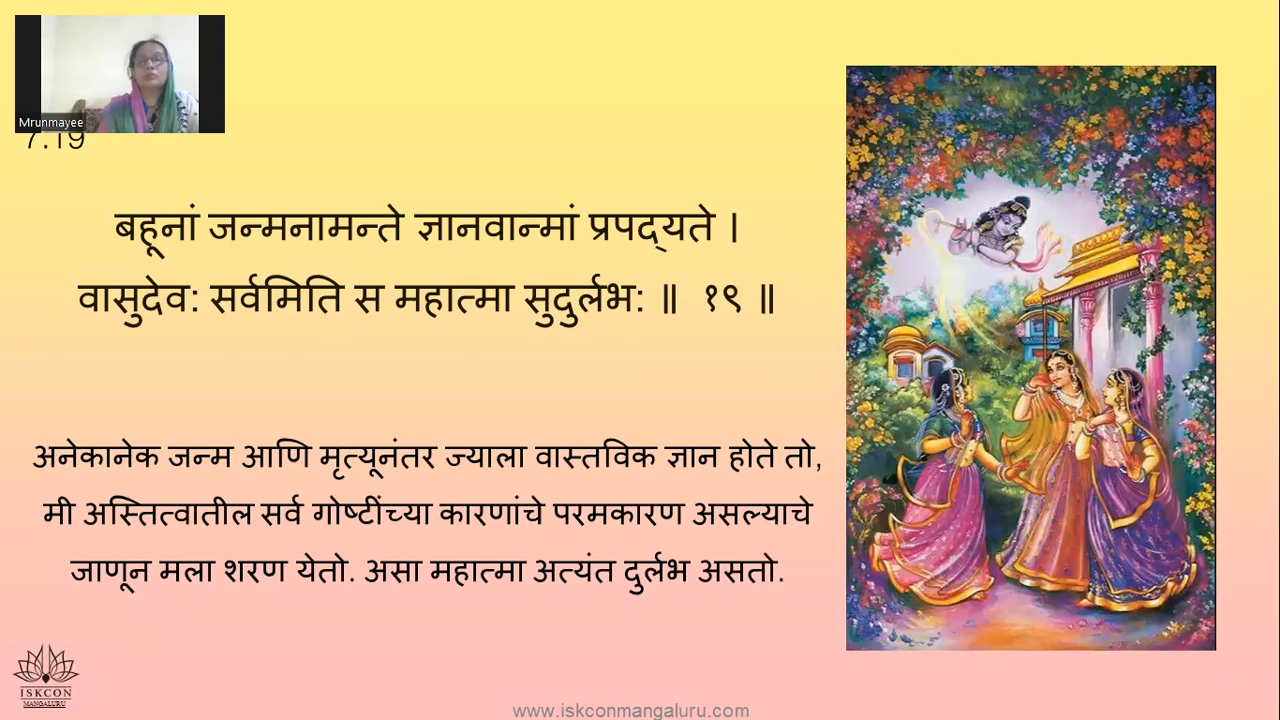 Mrunmayee
7.19
बहूनां जन्मनामन्ते ज्ञानवान्मां प्रपद्यते ।
वासुदेव: सर्वमिति स महात्मा सुदुर्लभ: ॥ १९ ॥
अनेकानेक जन्म आणि मृत्यूनंतर ज्याला वास्तविक ज्ञान होते तो,
मी अस्तित्वातील सर्व गोष्टींच्या कारणांचे परमकारण असल्याचे
जाणून मला शरण येतो. असा महात्मा अत्यंत दुर्लभ असतो.
ISKCON
MANGALURU
www.iskconmangaluru.com